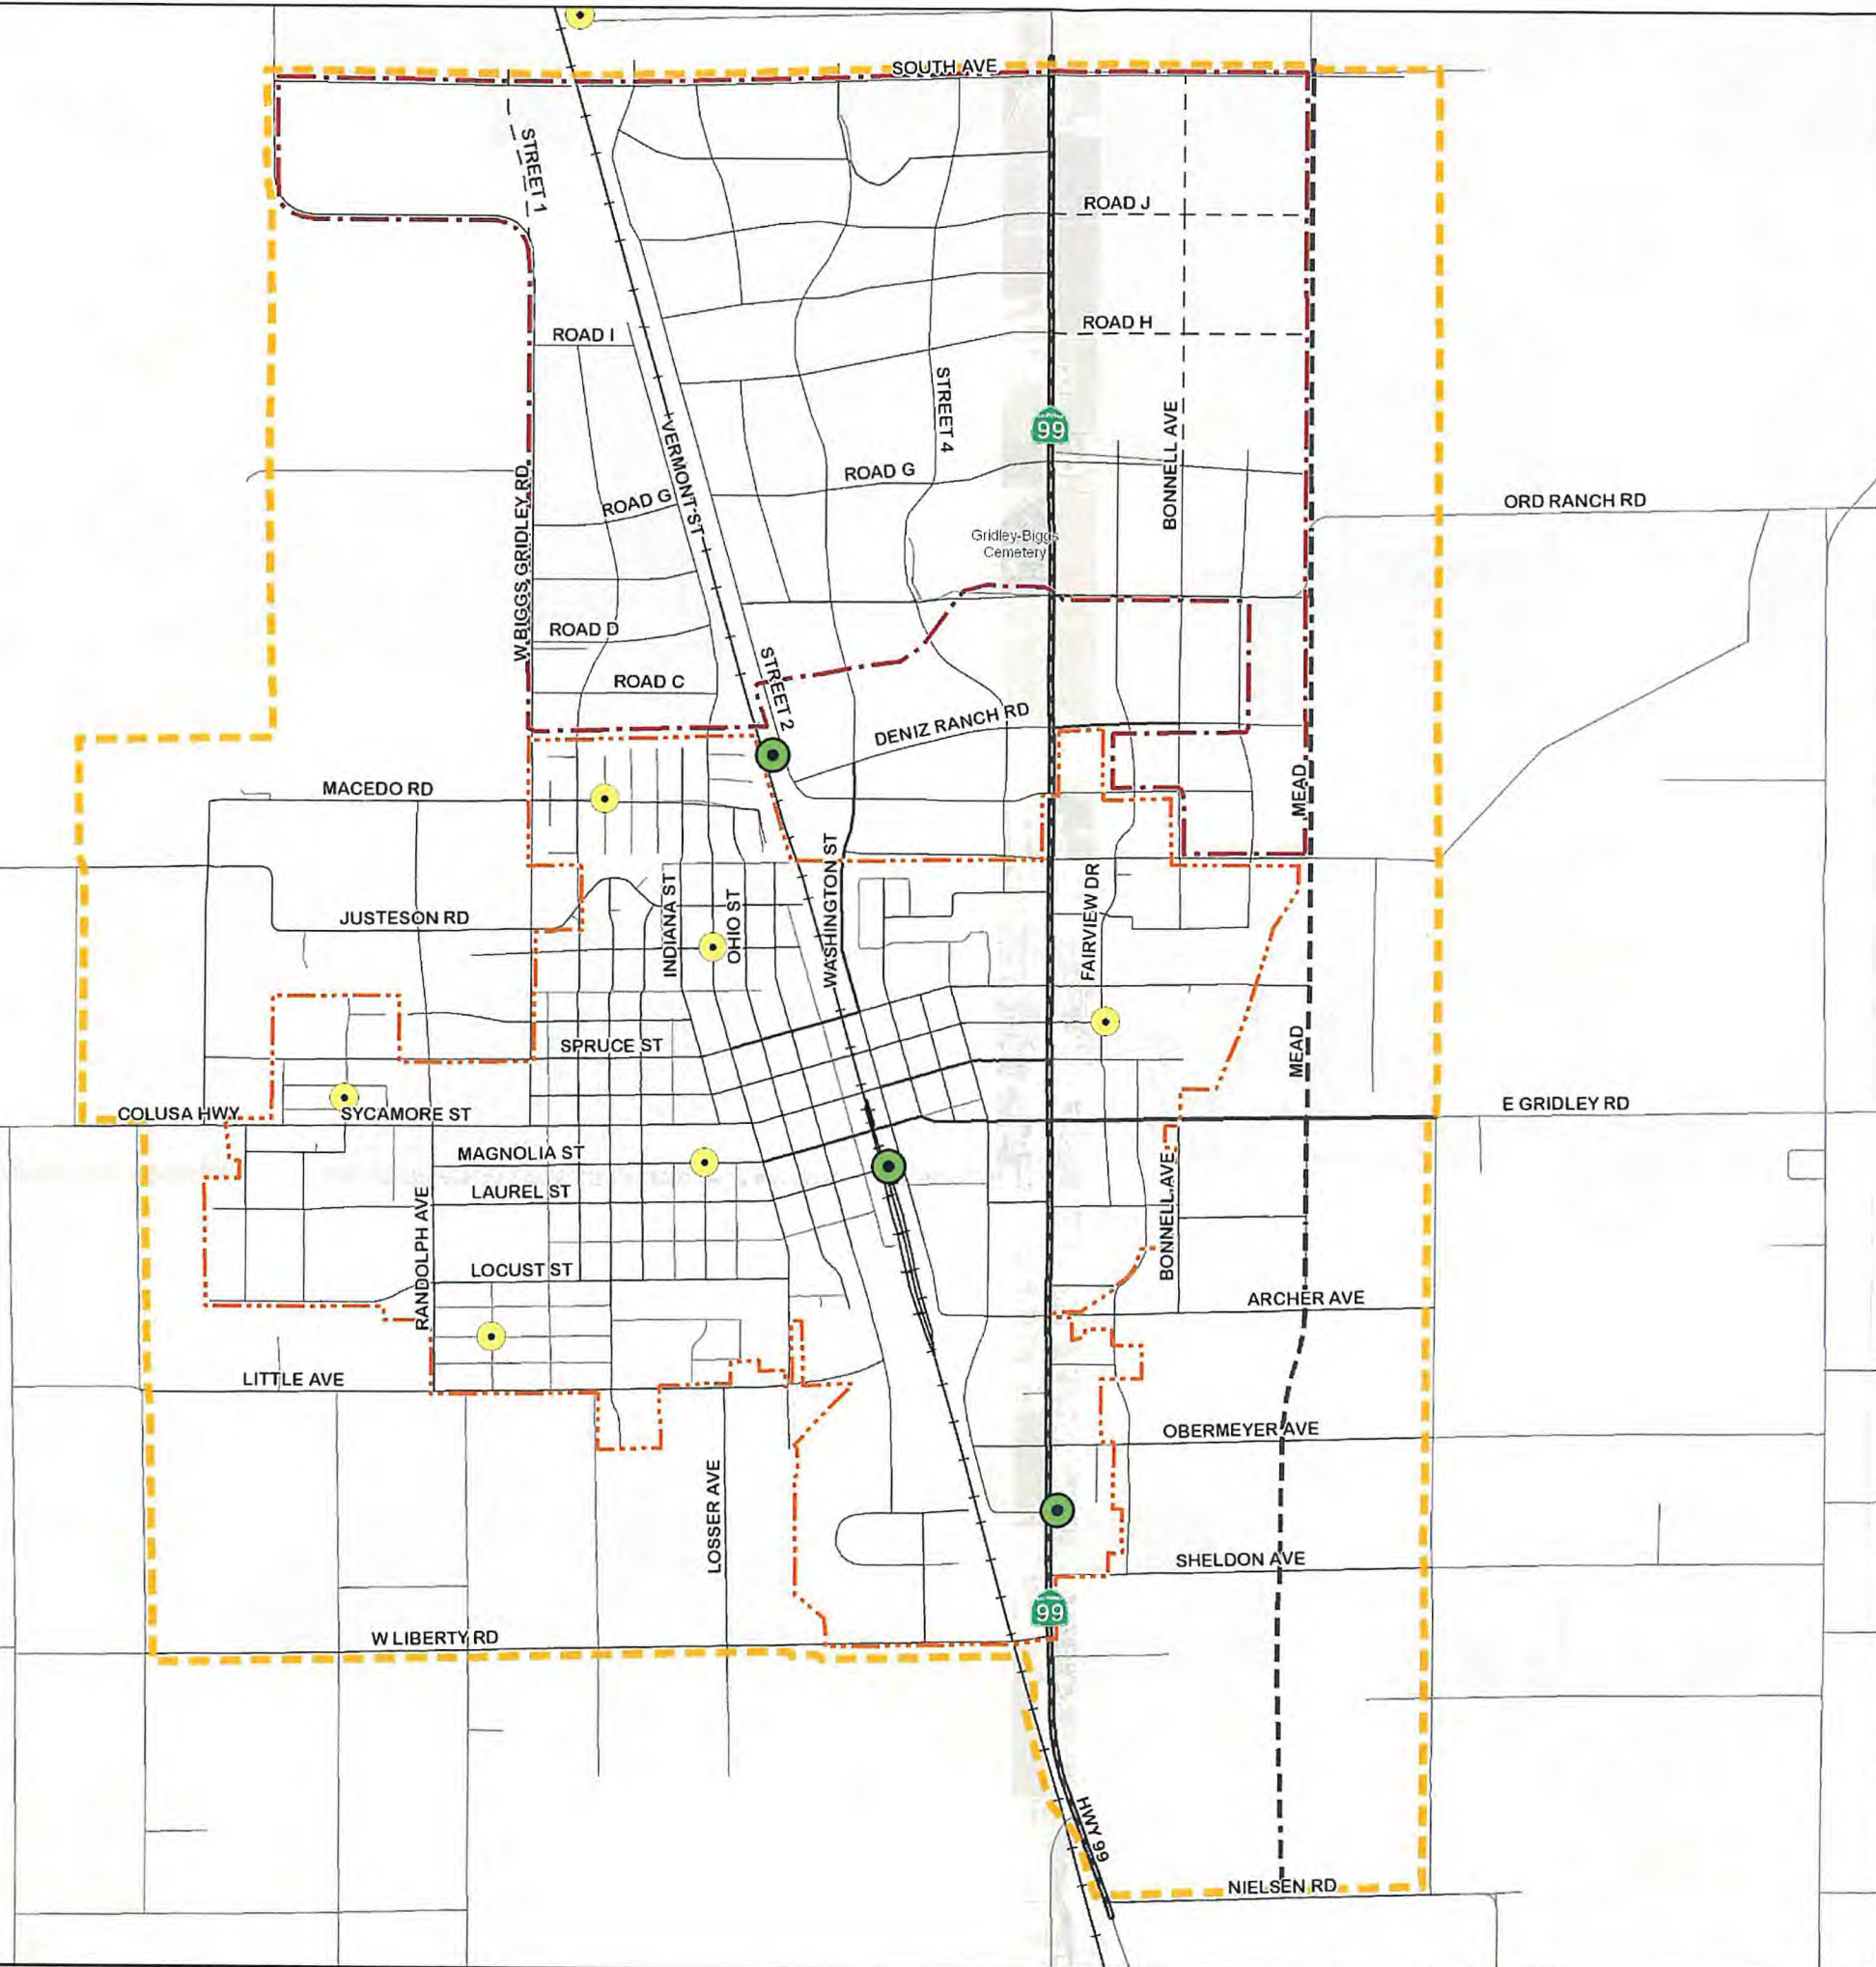 SOUTH AVE
STREET 1
ROAD J
ROAD I
ROAD H
VERMONT ST
STREET 4
99
BONNELL AVE
W BIGGS GRIDLEY RD
ROAD G
ROAD G
ORD RANCH RD
Gridley-Biggs
Cemetery
ROAD D
ROAD C
STREET 2
DENIZ RANCH RD
MACEDO RD
MEAD
JUSTESON RD
INDIANA ST
OHIO ST
WASHINGTON ST
FAIRVIEW DR
SPRUCE ST
MEAD
COLUSA HWY
SYCAMORE ST
E GRIDLEY RD
MAGNOLIA ST
LAUREL ST
RANDOLPH AVE
BONNELL AVE
LOCUST ST
ARCHER AVE
LITTLE AVE
OBERMEYER AVE
LOSSER AVE
SHELDON AVE
99
W LIBERTY RD
HWY 99
NIELSEN RD